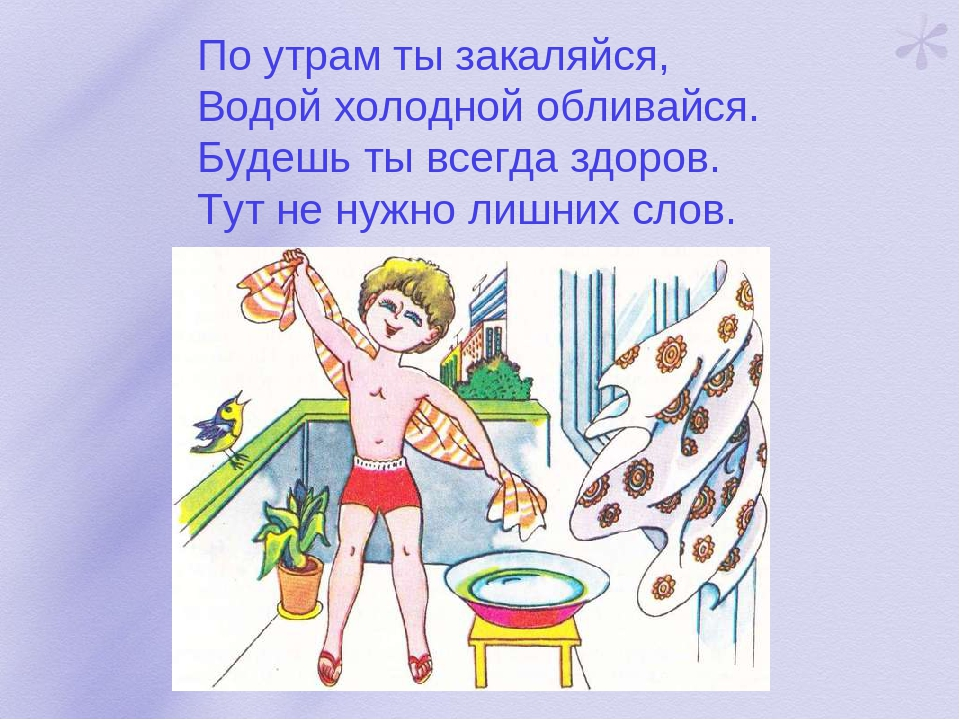 По утрам ты закаляйся,
Водой холодной обливайся.
Будешь ты всегда здоров.
Тут не нужно лишних слов.